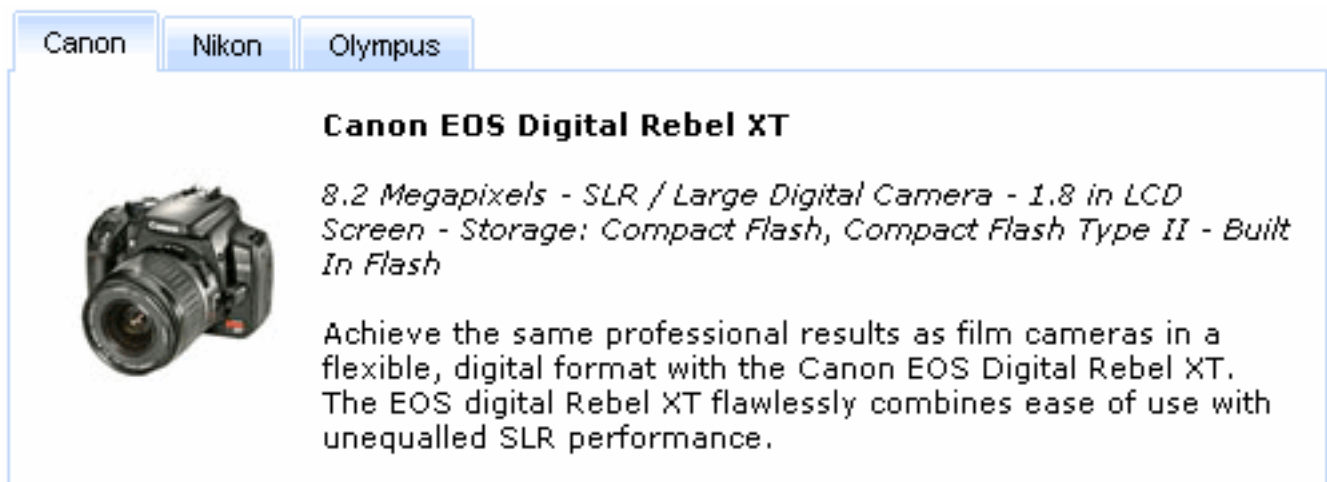 Canon Nikon Olympus
Canon EOS Digital Rebel XT
8.2 Megapixels - SLR / Large Digital Camera - 1.8 in LCD
Screen - Storage: Compact Flash, Compact Flash Type II - Built
In Flash
Achieve the same professional results as film cameras in a
flexible, digital format with the Canon EOS Digital Rebel XT.
The EOS digital Rebel XT flawlessly combines ease of use with
unequalled SLR performance.